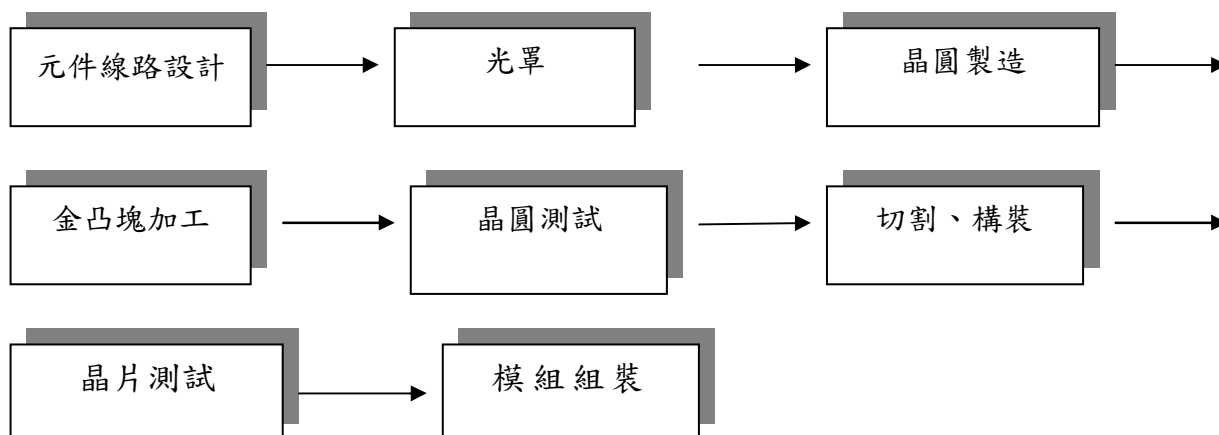 元件線路設計
光罩
晶圓製造
金凸塊加工
晶圓測試
切割、構裝
晶片測試
模組組裝